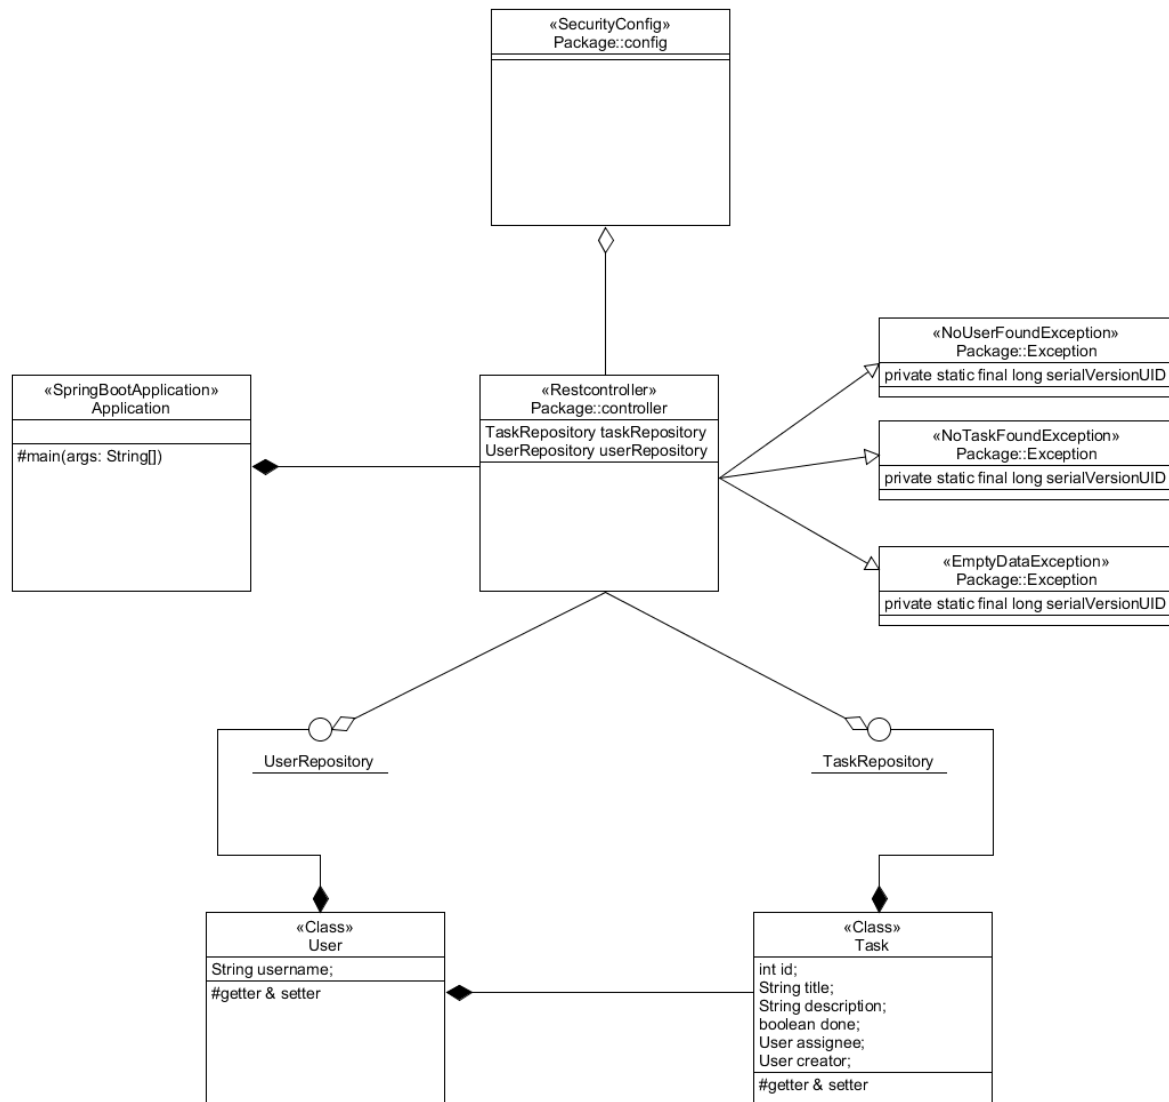 «SecurityConfig»
Package::config
«NoUserFoundException»
Package::Exception
private static final long serialVersionUID
«SpringBootApplication»
Application
#main(args: String[])
«Restcontroller»
Package::controller
TaskRepository taskRepository
UserRepository userRepository
«NoTaskFoundException»
Package::Exception
private static final long serialVersionUID
«EmptyDataException»
Package::Exception
private static final long serialVersionUID
UserRepository
TaskRepository
«Class»
User
String username;
#getter & setter
«Class»
Task
int id;
String title;
String description;
boolean done;
User assignee;
User creator;
#getter & setter